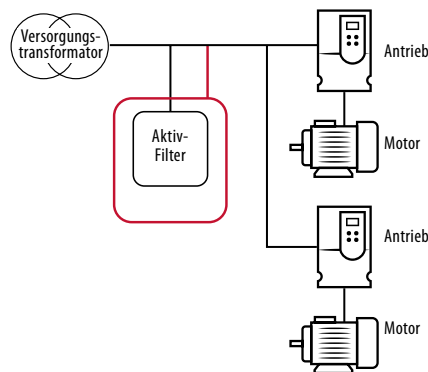 Versorgungs-
transformator
Aktiv-
Filter
Antrieb
Motor
Antrieb
Motor